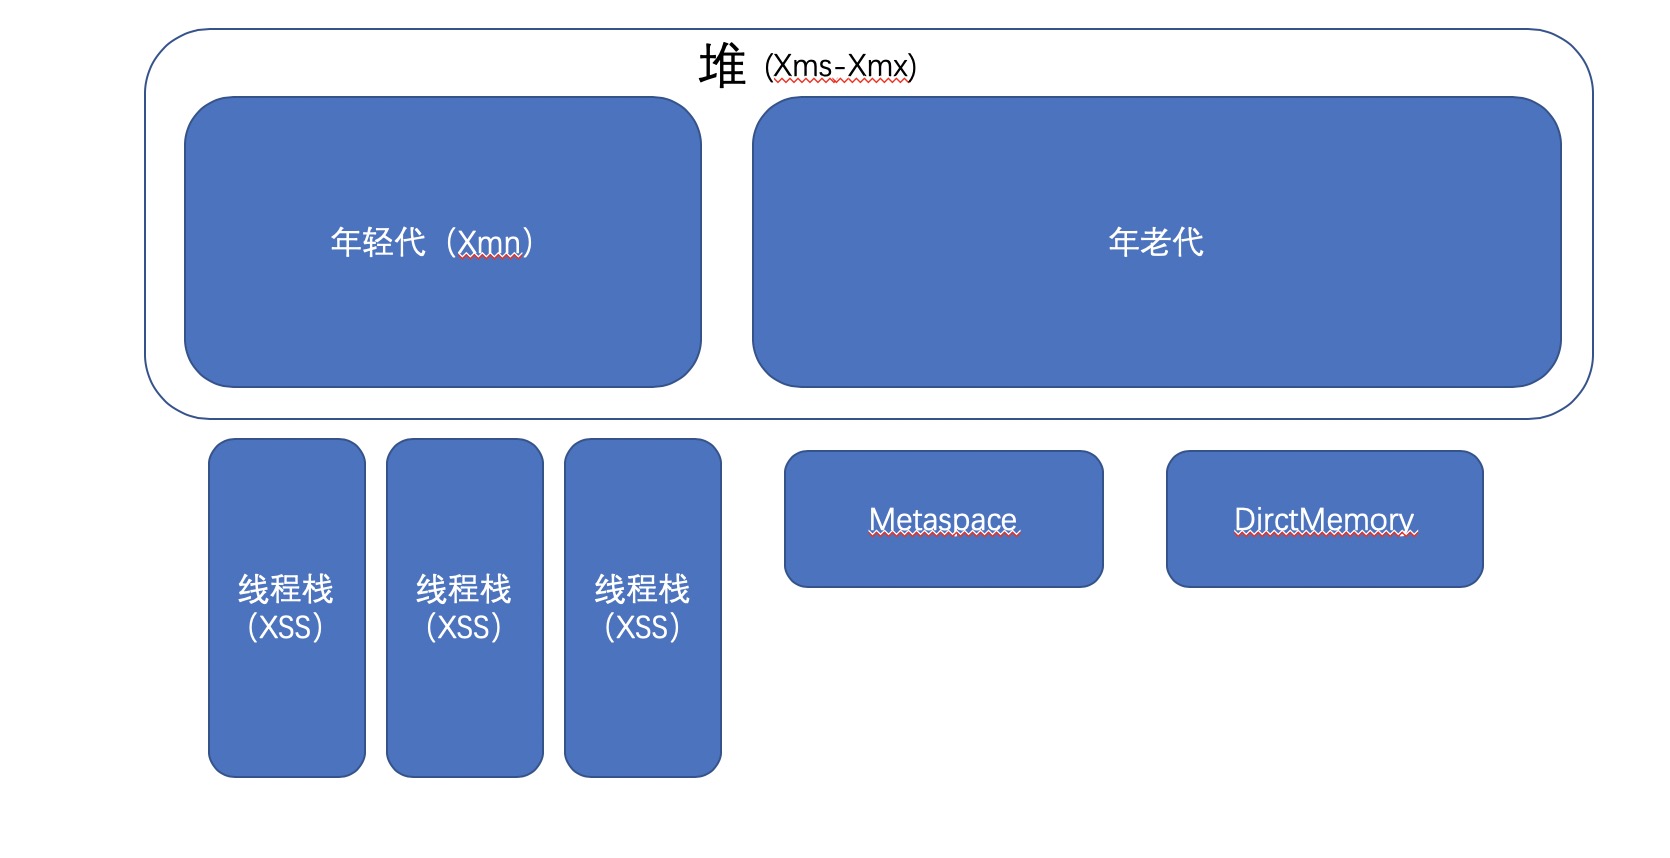 堆 (Xms-Xmx)
年轻代（Xmn）
年老代
线程栈
（XSS）
线程栈
（XSS）
线程栈
（XSS）
Metaspace
DirctMemory